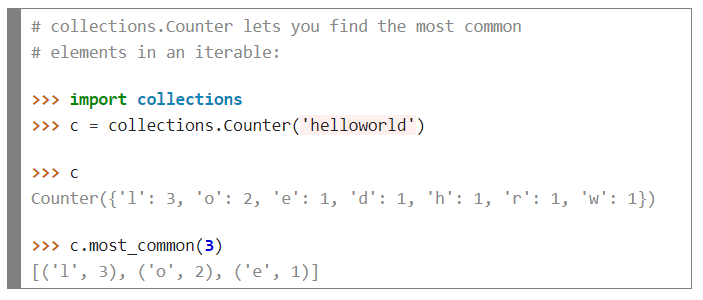 # collections.Counter lets you find the most common
# elements in an iterable:
>>> import collections
>>> c = collections.Counter('helloworld')
>>> c
Counter({'l': 3, 'o': 2, 'e': 1, 'd': 1, 'h': 1, 'r': 1, 'w': 1})
>>> c.most_common(3)
[('l', 3), ('o', 2), ('e', 1)]